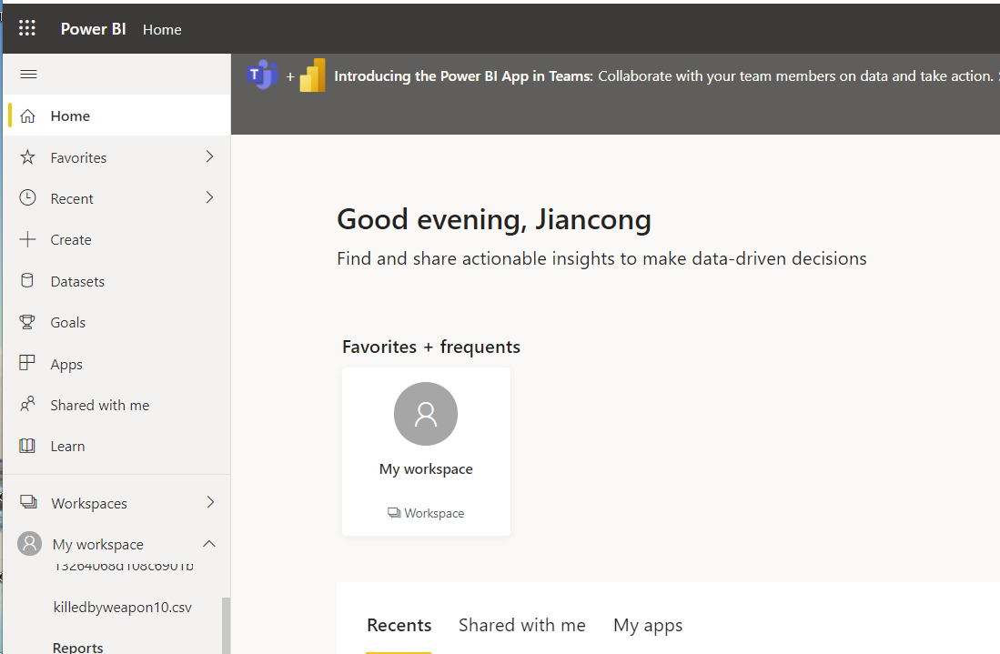 Power BI Home
Introducing the Power BI App in Teams: Collaborate with your team members on data and take action.
Home
Favorites
Recent
Create
Datasets
Goals
Apps
Shared with me
Learn
Workspaces
My workspace
13264068d108c6901b
killedbyweapon10.csv
Reports
Good evening, Jiancong
Find and share actionable insights to make data-driven decisions
Favorites + frequents
My workspace
Workspace
Recents Shared with me My apps